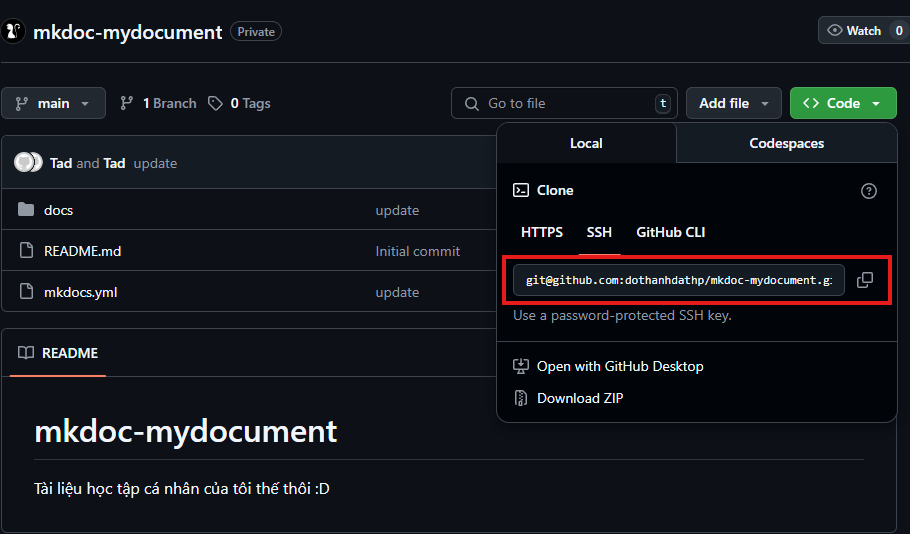 mkdoc-mydocument Private
Watch 0
main 1 Branch 0 Tags
Go to file t
Add file
Code
Local Codespaces
Tad and Tad update
Clone
docs update
HTTPS SSH GitHub CLI
README.md Initial commit
git@github.com:dothanhdathp/mkdoc-mydocument.g
mkdocs.yml update
Use a password-protected SSH key.
README
Open with GitHub Desktop
Download ZIP
mkdoc-mydocument
Tài liệu học tập cá nhân của tôi thế thôi :D